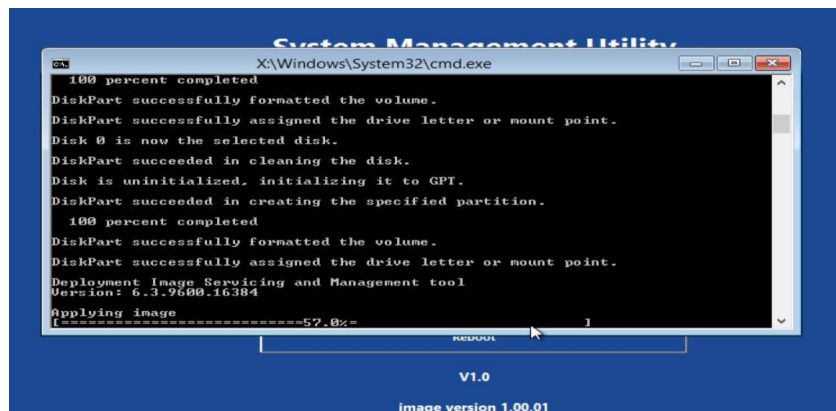 System Management Utility
X:\Windows\System32\cmd.exe
100 percent completed
DiskPart successfully formatted the volume.
DiskPart successfully assigned the drive letter or mount point.
Disk 0 is now the selected disk.
DiskPart succeeded in cleaning the disk.
Disk is uninitialized, initializing it to GPT.
DiskPart succeeded in creating the specified partition.
100 percent completed
DiskPart successfully formatted the volume.
DiskPart successfully assigned the drive letter or mount point.
Deployment Image Servicing and Management tool
Version: 6.3.9600.16384
Applying image
[===========================57.0%=                          ]
Reboot
V1.0
image version 1.00.01